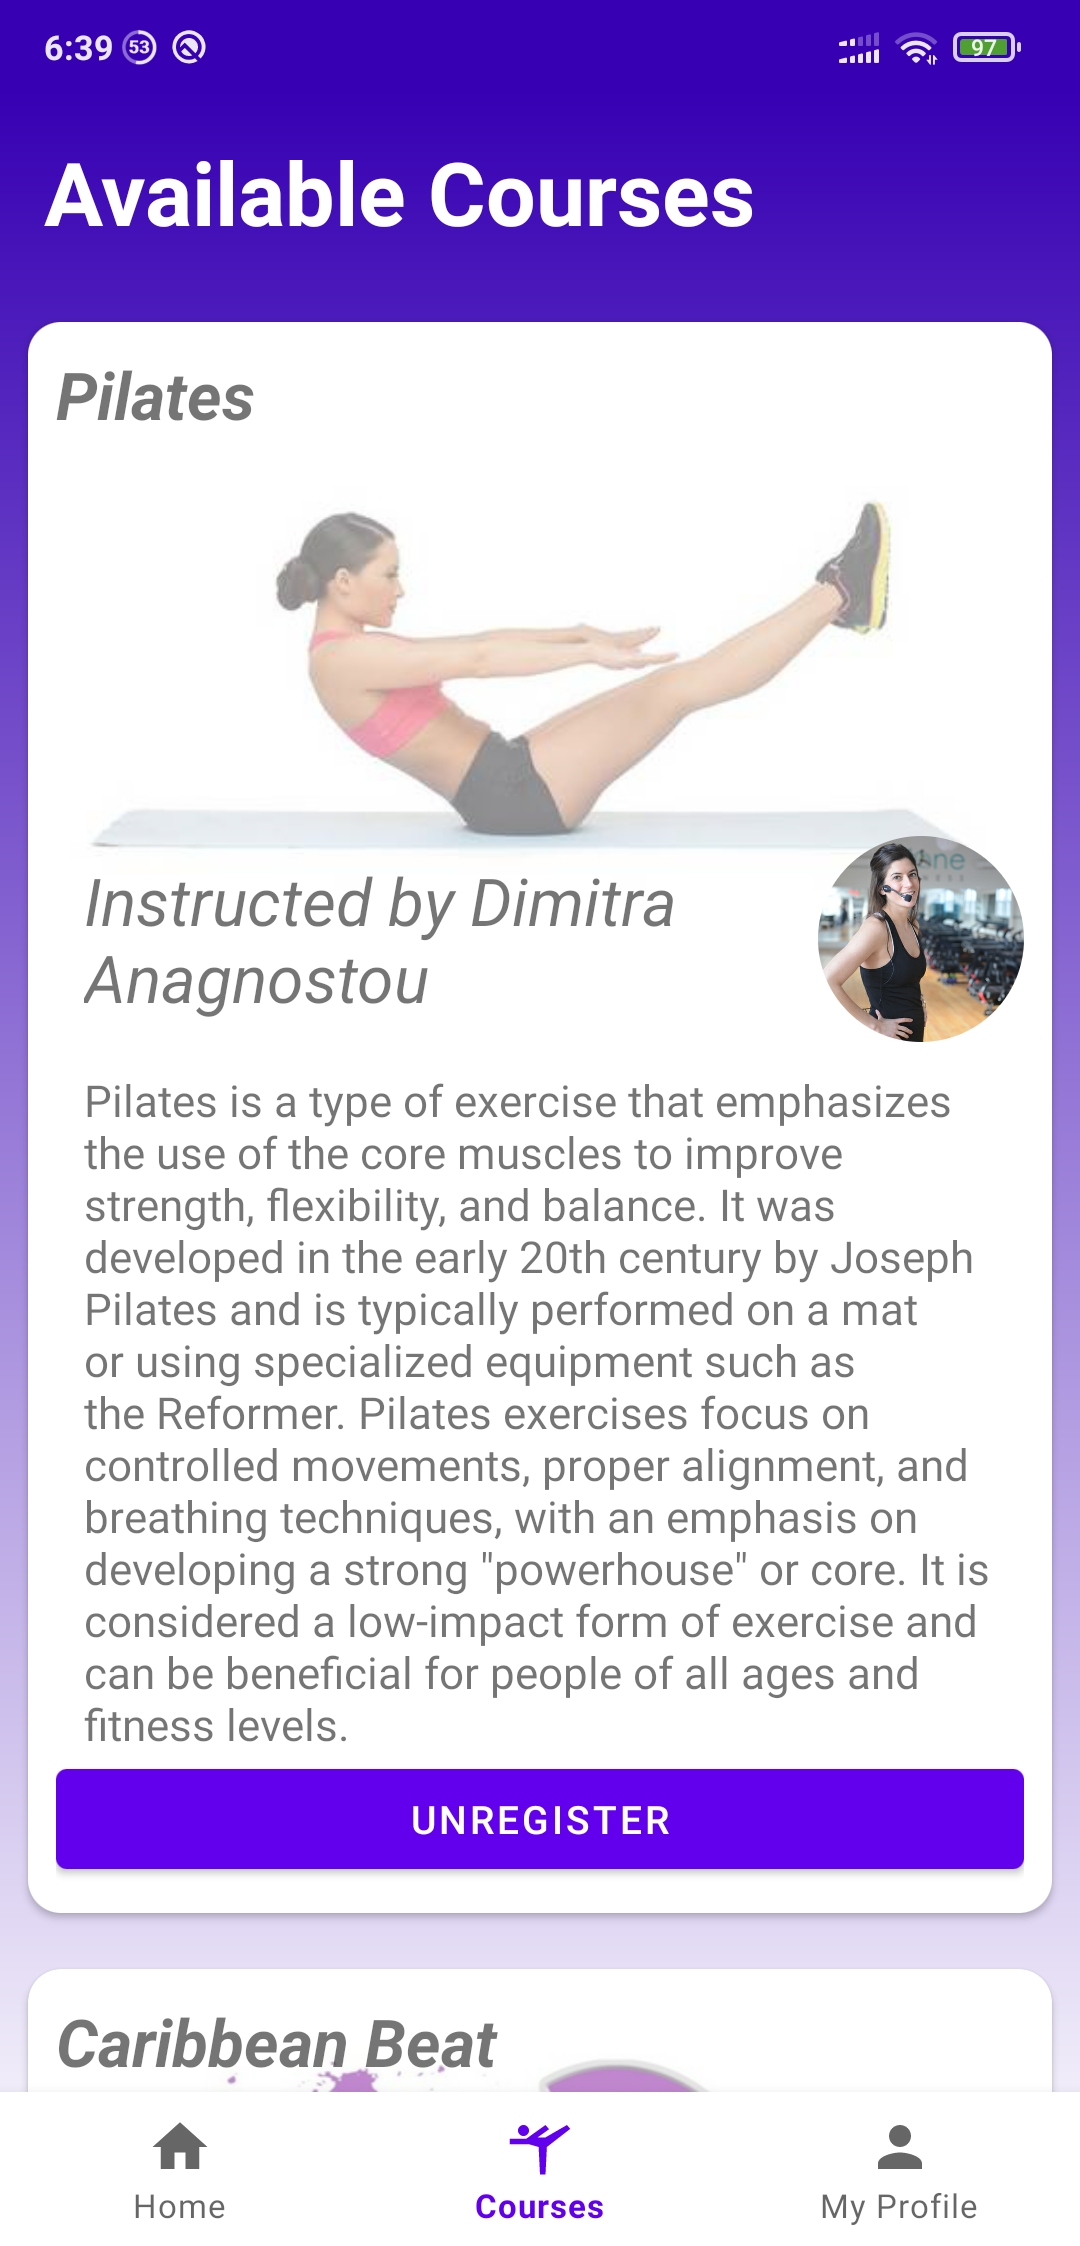 6:39 53 97
Available Courses
Pilates
Instructed by Dimitra
Anagnostou
Pilates is a type of exercise that emphasizes
the use of the core muscles to improve
strength, flexibility, and balance. It was
developed in the early 20th century by Joseph
Pilates and is typically performed on a mat
or using specialized equipment such as
the Reformer. Pilates exercises focus on
controlled movements, proper alignment, and
breathing techniques, with an emphasis on
developing a strong "powerhouse" or core. It is
considered a low-impact form of exercise and
can be beneficial for people of all ages and
fitness levels.
UNREGISTER
Caribbean Beat
Home Courses My Profile